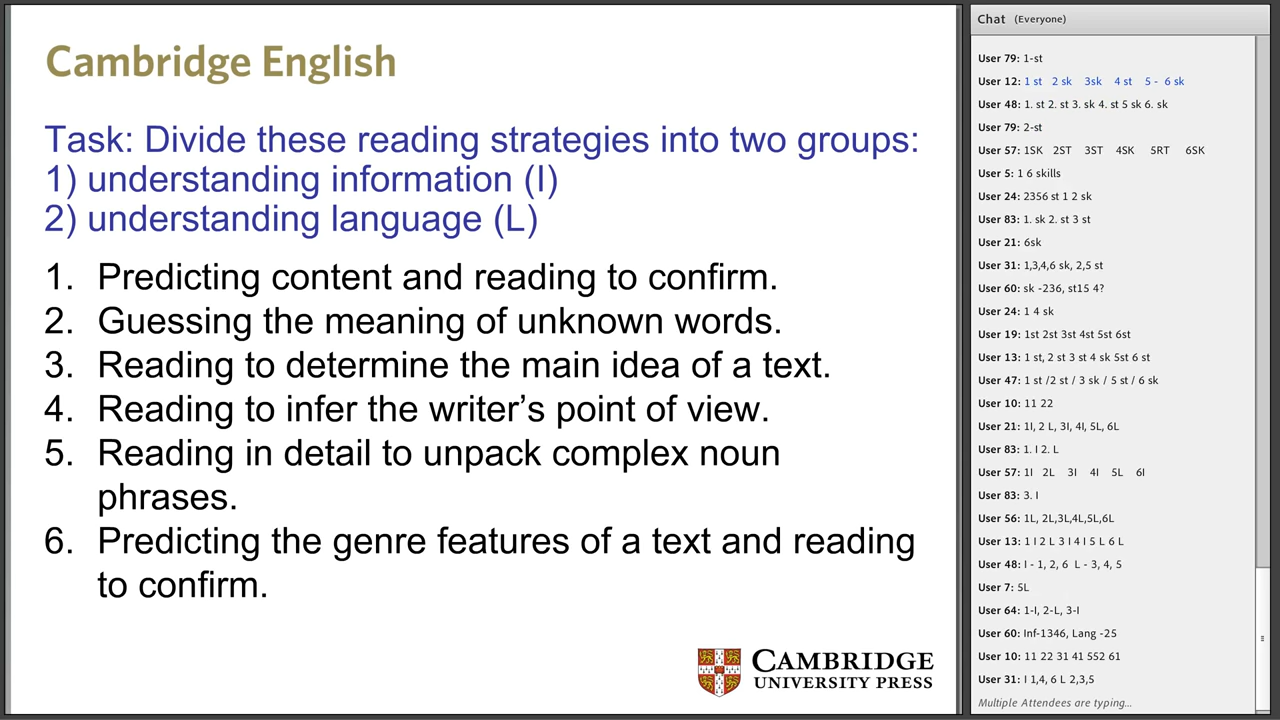 Cambridge English
Task: Divide these reading strategies into two groups:
1) understanding information (I)
2) understanding language (L)
1. Predicting content and reading to confirm.
2. Guessing the meaning of unknown words.
3. Reading to determine the main idea of a text.
4. Reading to infer the writer's point of view.
5. Reading in detail to unpack complex noun
phrases.
6. Predicting the genre features of a text and reading
to confirm.
CAMBRIDGE
UNIVERSITY PRESS
Chat (Everyone)
User 79: 1-st
User 12: 1 st 2 sk 3sk 4 st 5 - 6 sk
User 48: 1. st 2. st 3. sk 4. st 5 sk 6. sk
User 79: 2-st
User 57: 1SK 2ST 3ST 4SK 5RT 6SK
User 5: 1 6 skills
User 24: 2356 st 1 2 sk
User 83: 1. sk 2. st 3 st
User 21: 6sk
User 31: 1,3,4,6 sk, 2,5 st
User 60: sk -236, st15 4?
User 24: 1 4 sk
User 19: 1st 2st 3st 4st 5st 6st
User 13: 1 st, 2 st 3 st 4 sk 5st 6 st
User 47: 1 st /2 st / 3 sk / 5 st / 6 sk
User 10: 11 22
User 21: 1I, 2 L, 3I, 4I, 5L, 6L
User 83: 1. I 2. L
User 57: 1I 2L 3I 4I 5L 6I
User 83: 3. I
User 56: 1L, 2L,3L,4L,5L,6L
User 13: 1 I 2 L 3 I 4 I 5 L 6 L
User 48: I - 1, 2, 6 L - 3, 4, 5
User 7: 5L
User 64: 1-I, 2-L, 3-I
User 60: Inf-1346, Lang -25
User 10: 11 22 31 41 552 61
User 31: I 1,4, 6 L 2,3,5
Multiple Attendees are typing...